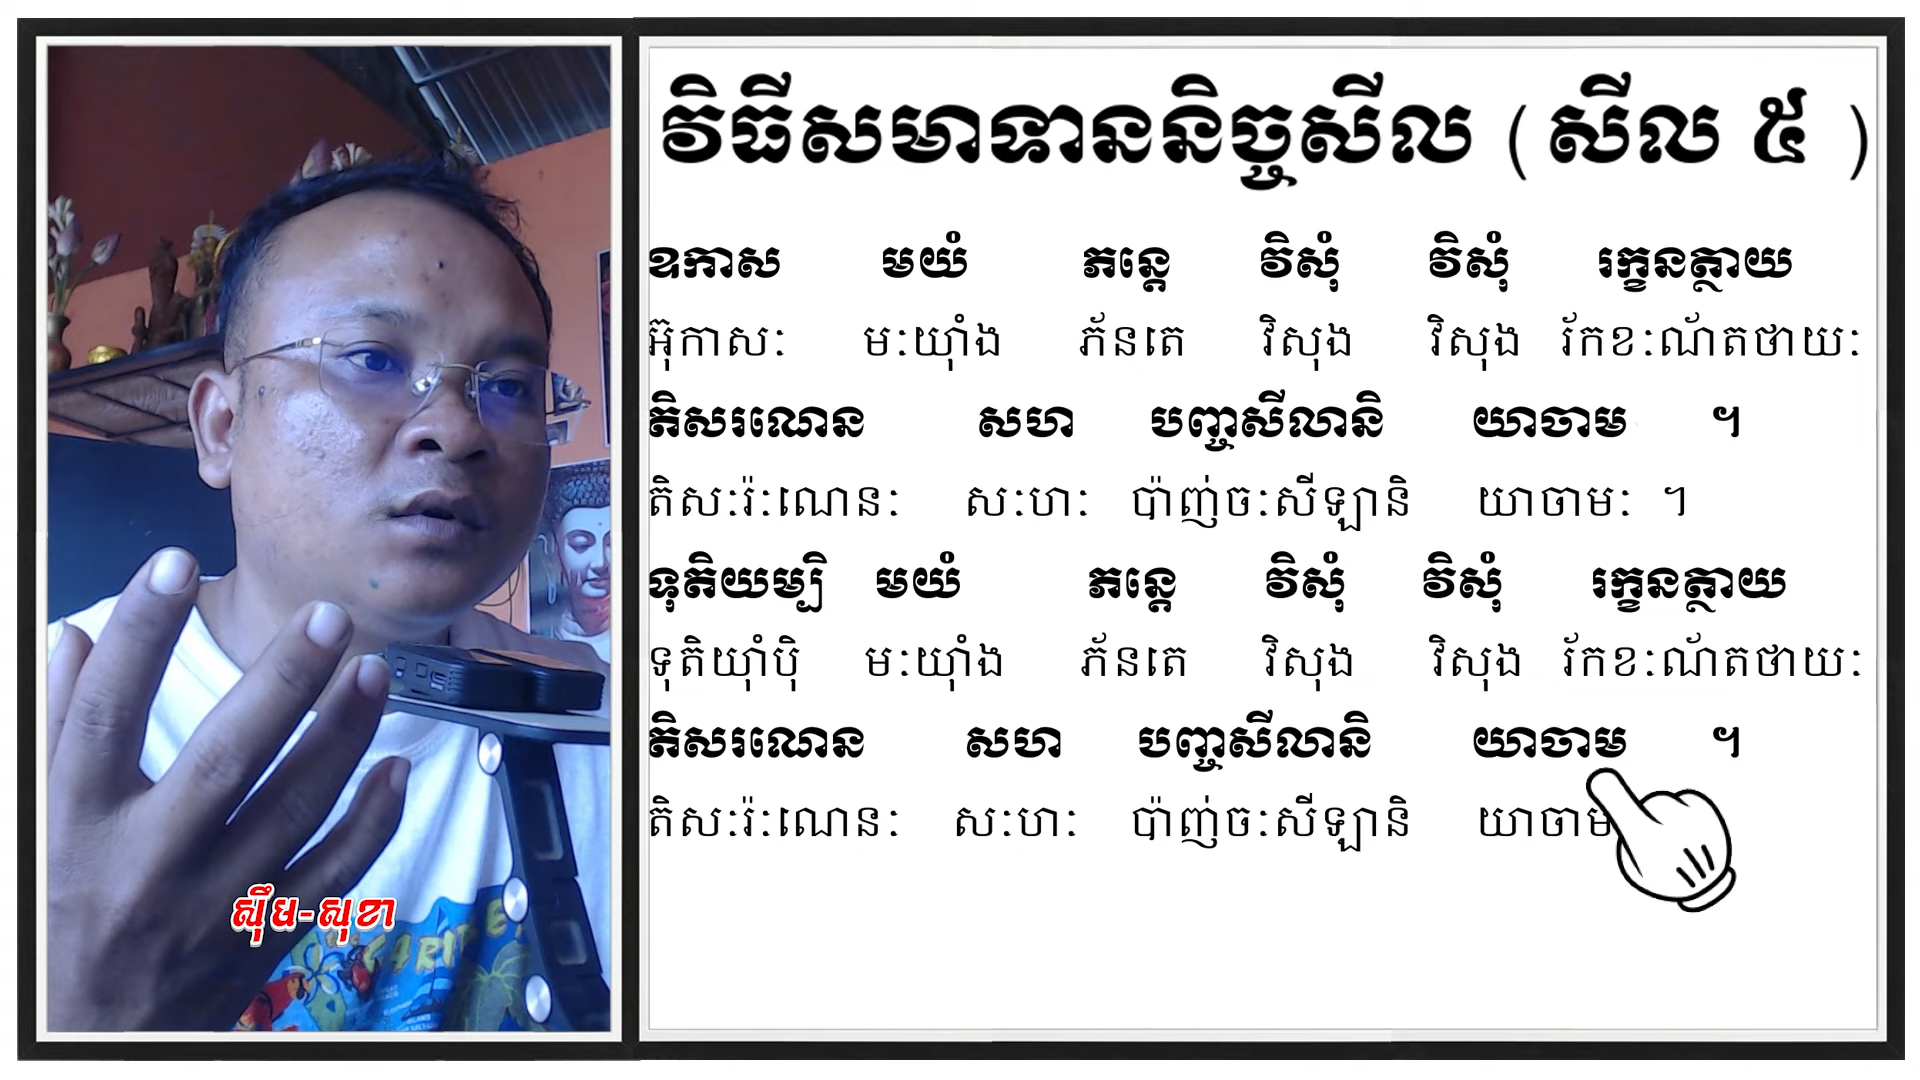 វិធីសមាទាននិច្ចសីល ( សីល ៥ )
ឧកាស មយំ ភន្តេ វិសុំ វិសុំ រក្ខនត្ថាយ
អ៊ុកាសៈ មៈយ៉ាំង ភ័នតេ វិសុង វិសុង រ័កខៈណ័តថាយៈ
តិសរណេន សហ បញ្ចសីលានិ យាចាម ។
តិសៈរ៉ៈណេនៈ សៈហៈ ប៉ាញ់ចៈសីឡានិ យាចាមៈ ។
ទុតិយម្បិ មយំ ភន្តេ វិសុំ វិសុំ រក្ខនត្ថាយ
ទុតិយ៉ាំប៉ិ មៈយ៉ាំង ភ័នតេ វិសុង វិសុង រ័កខៈណ័តថាយៈ
តិសរណេន សហ បញ្ចសីលានិ យាចាម ។
តិសៈរ៉ៈណេនៈ សៈហៈ ប៉ាញ់ចៈសីឡានិ យាចាម
ស៊ឹម-សុខា